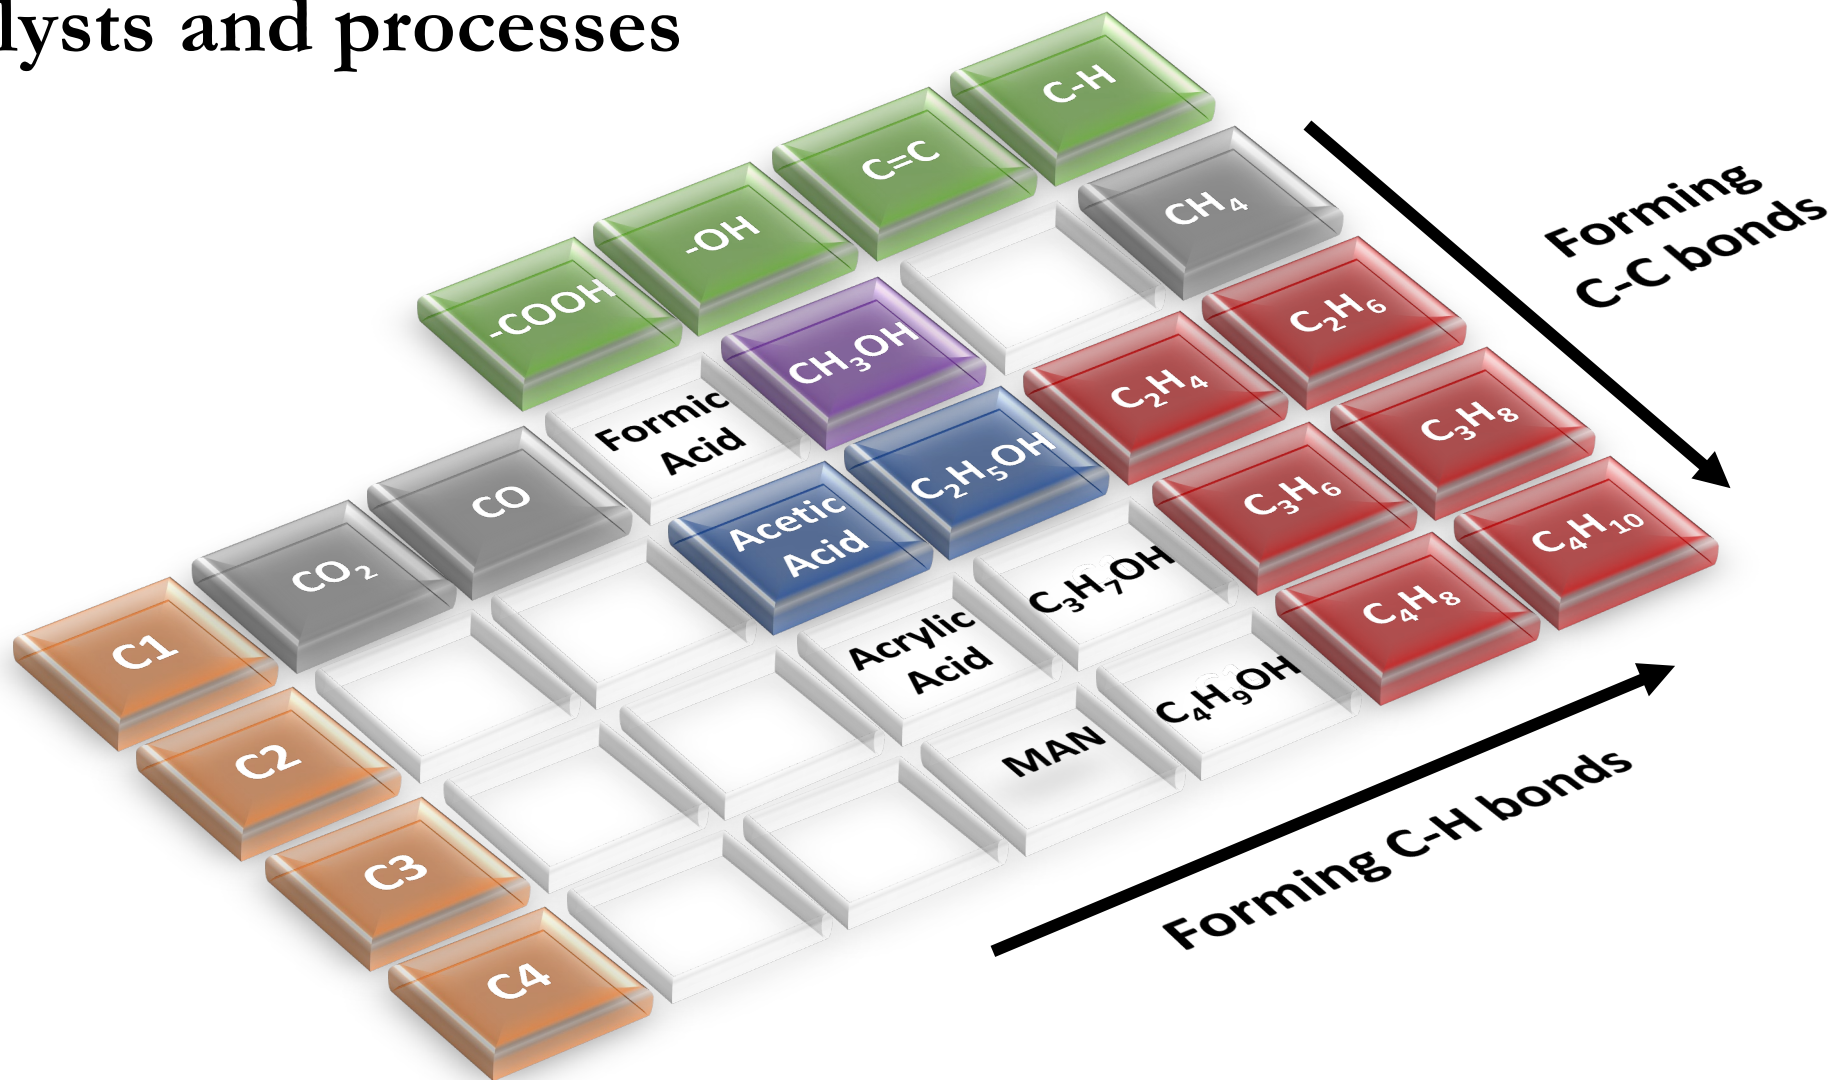 lysts and processes
C-H
C=C
-OH
-COOH
CH₄
CH₃OH
Formic
Acid
CO
CO₂
C1
C₂H₆
C₂H₄
C₂H₅OH
Acetic
Acid
C2
C₃H₈
C₃H₆
C₃H₇OH
Acrylic
Acid
C3
C₄H₁₀
C₄H₈
C₄H₉OH
MAN
C4
Forming
C-C bonds
Forming C-H bonds